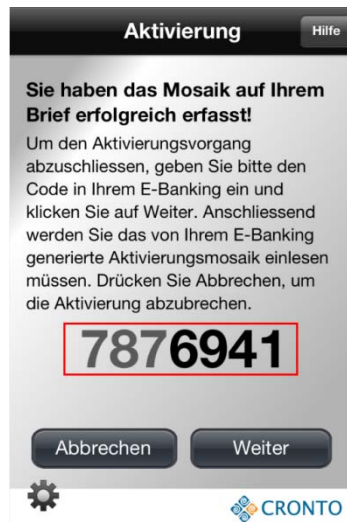 Aktivierung
Hilfe
Sie haben das Mosaik auf Ihrem
Brief erfolgreich erfasst!
Um den Aktivierungsvorgang
abzuschliessen, geben Sie bitte den
Code in Ihrem E-Banking ein und
klicken Sie auf Weiter. Anschliessend
werden Sie das von Ihrem E-Banking
generierte Aktivierungsmosaik einlesen
müssen. Drücken Sie Abbrechen, um
die Aktivierung abzubrechen.
7876941
Abbrechen
Weiter
CRONTO